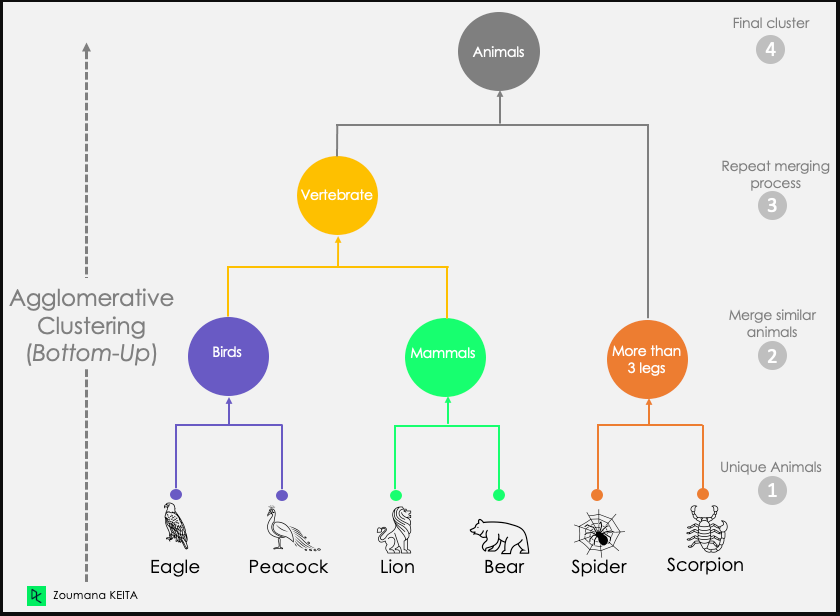 Final cluster
4
Animals
Repeat merging
process
3
Vertebrate
Agglomerative
Clustering
(Bottom-Up)
Merge similar
animals
2
Birds
Mammals
More than
3 legs
Unique Animals
1
Eagle
Peacock
Lion
Bear
Spider
Scorpion
Zoumana KEITA